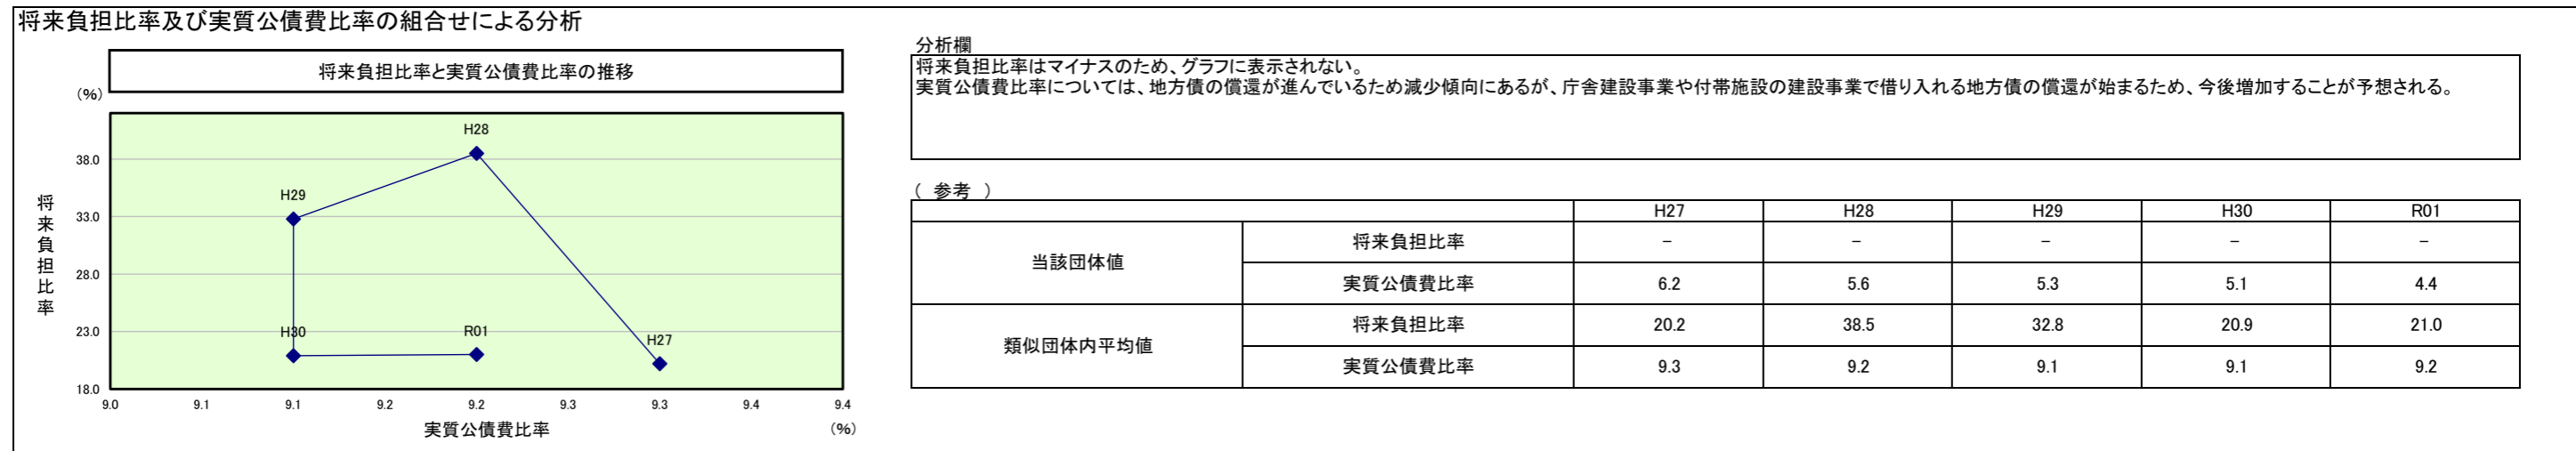 将来負担比率及び実質公債費比率の組合せによる分析
将来負担比率と実質公債費比率の推移
(%)
38.0
33.0
28.0
23.0
18.0
将来負担比率
H28
H29
H30
R01
H27
9.0 9.1 9.1 9.2 9.2 9.3 9.3 9.4 9.4
実質公債費比率
(%)
分析欄
将来負担比率はマイナスのため、グラフに表示されない。
実質公債費比率については、地方債の償還が進んでいるため減少傾向にあるが、庁舎建設事業や付帯施設の建設事業で借り入れる地方債の償還が始まるため、今後増加することが予想される。
( 参考 )
H27 H28 H29 H30 R01
当該団体値
将来負担比率 － － － － －
実質公債費比率 6.2 5.6 5.3 5.1 4.4
類似団体内平均値
将来負担比率 20.2 38.5 32.8 20.9 21.0
実質公債費比率 9.3 9.2 9.1 9.1 9.2